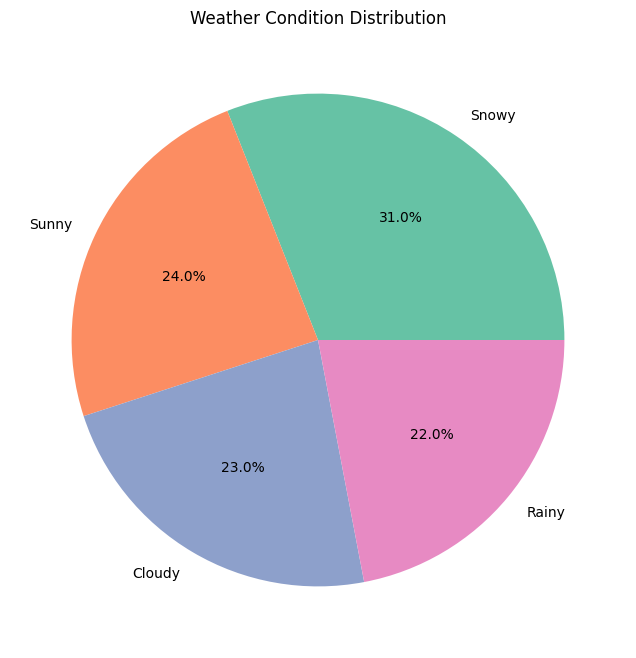 Weather Condition Distribution
Snowy
31.0%
Sunny
24.0%
23.0%
22.0%
Cloudy
Rainy